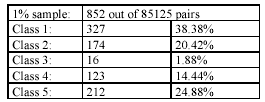 1% sample: 852 out of 85125 pairs
Class 1: 327 38.38%
Class 2: 174 20.42%
Class 3: 16 1.88%
Class 4: 123 14.44%
Class 5: 212 24.88%